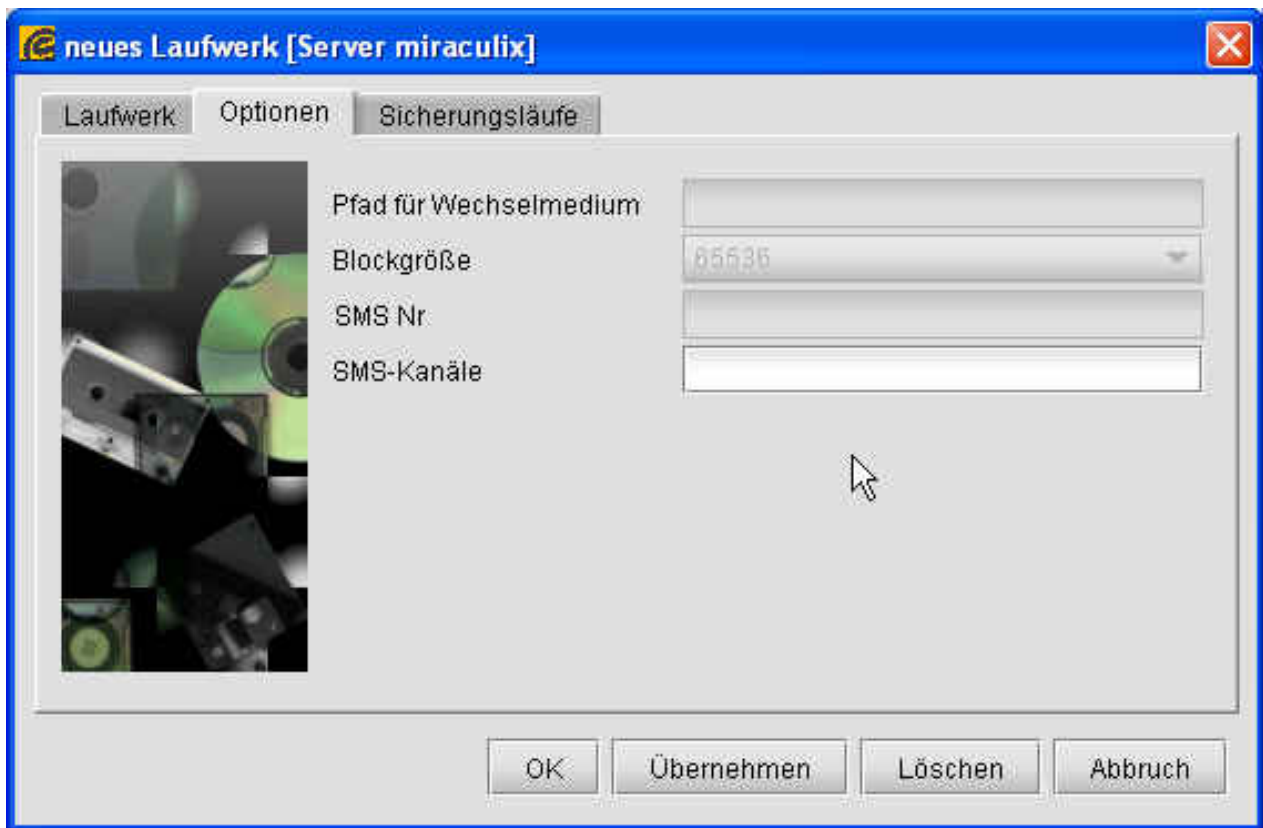 neues Laufwerk [Server miraculix]
Laufwerk Optionen Sicherungsläufe
Pfad für Wechselmedium
Blockgröße 65536
SMS Nr
SMS-Kanäle
OK Übernehmen Löschen Abbruch